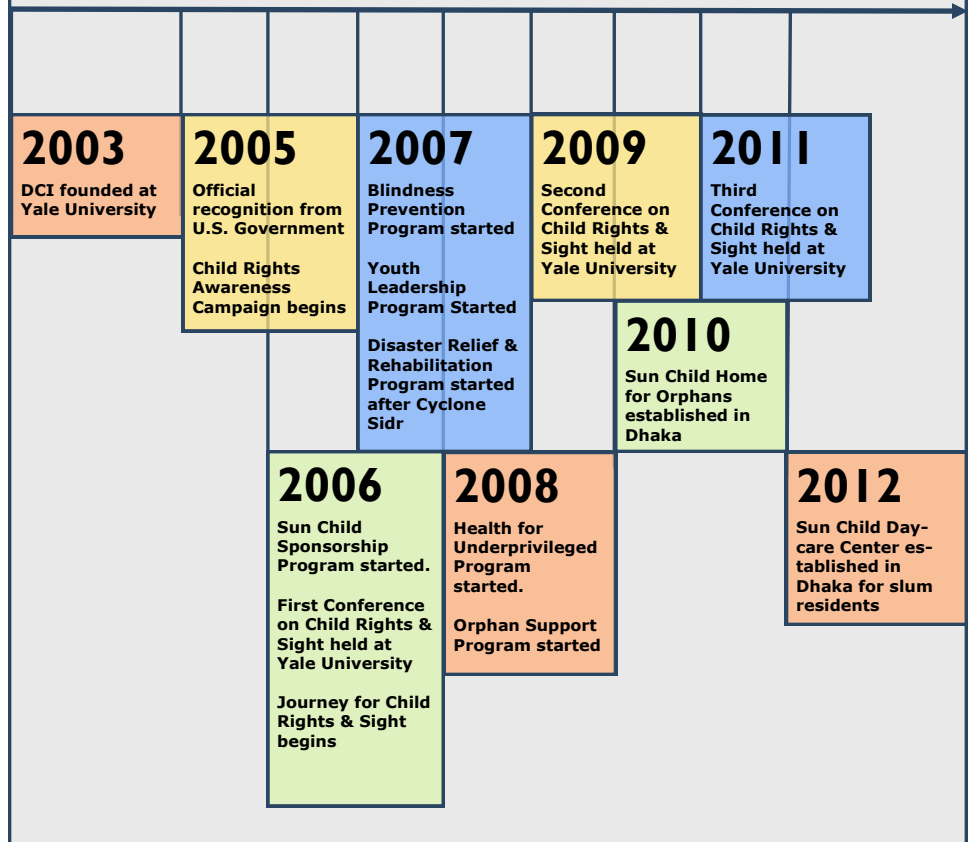 2003
DCI founded at
Yale University
2005
Official
recognition from
U.S. Government
Child Rights
Awareness
Campaign begins
2007
Blindness
Prevention
Program started
Youth
Leadership
Program Started
Disaster Relief &
Rehabilitation
Program started
after Cyclone
Sidr
2009
Second
Conference on
Child Rights &
Sight held at
Yale University
2011
Third
Conference on
Child Rights &
Sight held at
Yale University
2010
Sun Child Home
for Orphans
established in
Dhaka
2006
Sun Child
Sponsorship
Program started.
First Conference
on Child Rights &
Sight held at
Yale University
Journey for Child
Rights & Sight
begins
2008
Health for
Underprivileged
Program
started.
Orphan Support
Program started
2012
Sun Child Day-
care Center es-
tablished in
Dhaka for slum
residents